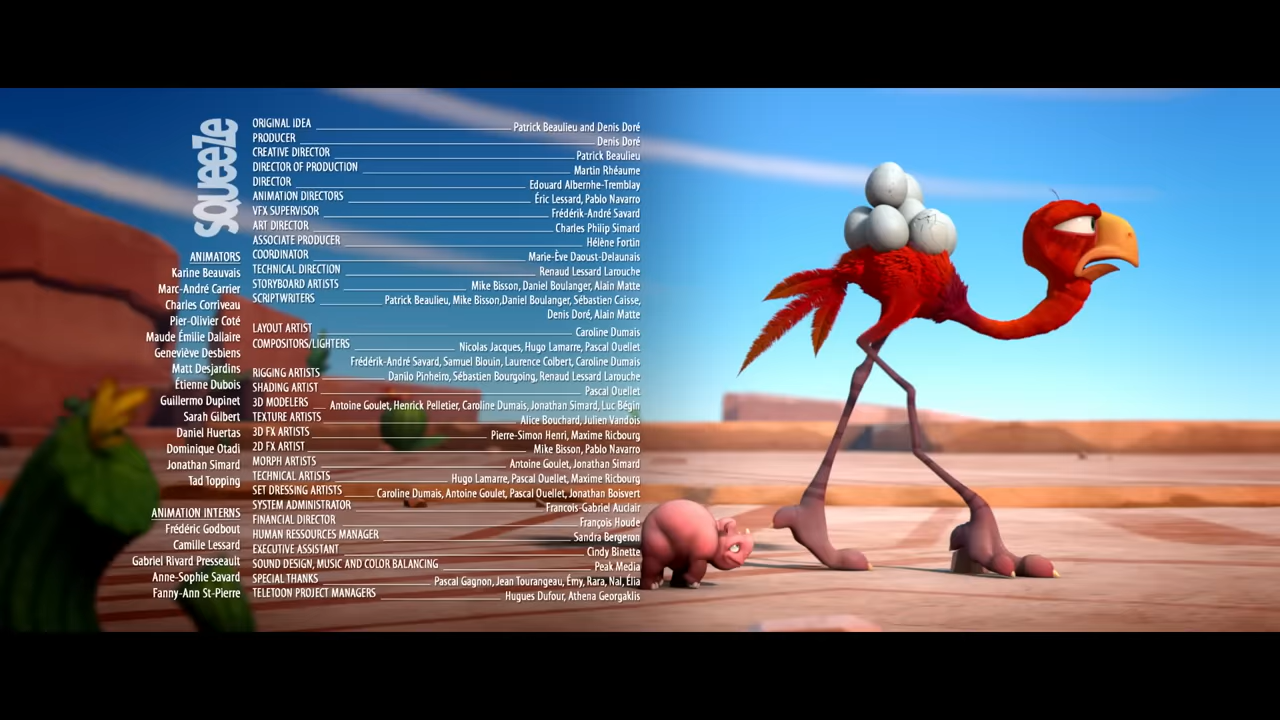 squeeze
ANIMATORS
Karine Beauvais
Marc-André Carrier
Charles Corriveau
Pier-Olivier Coté
Maude Émilie Dallaire
Geneviève Desbiens
Matt Desjardins
Étienne Dubois
Guillermo Dupinet
Sarah Gilbert
Daniel Huertas
Dominique Otadi
Jonathan Simard
Tad Topping
ANIMATION INTERNS
Frédéric Godbout
Camille Lessard
Gabriel Rivard Presseault
Anne-Sophie Savard
Fanny-Ann St-Pierre
ORIGINAL IDEA Patrick Beaulieu and Denis Doré
PRODUCER Denis Doré
CREATIVE DIRECTOR Patrick Beaulieu
DIRECTOR OF PRODUCTION Martin Rhéaume
DIRECTOR Edouard Albernhe-Tremblay
ANIMATION DIRECTORS Éric Lessard, Pablo Navarro
VFX SUPERVISOR Frédérik-André Savard
ART DIRECTOR Charles Philip Simard
ASSOCIATE PRODUCER Hélène Fortin
COORDINATOR Marie-Ève Daoust-Delaunais
TECHNICAL DIRECTION Renaud Lessard Larouche
STORYBOARD ARTISTS Mike Bisson, Daniel Boulanger, Alain Matte
SCRIPTWRITERS Patrick Beaulieu, Mike Bisson,Daniel Boulanger, Sébastien Caisse,
Denis Doré, Alain Matte
LAYOUT ARTIST Caroline Dumais
COMPOSITORS/LIGHTERS Nicolas Jacques, Hugo Lamarre, Pascal Ouellet
Frédérik-André Savard, Samuel Blouin, Laurence Colbert, Caroline Dumais
RIGGING ARTISTS Danilo Pinheiro, Sébastien Bourgoing, Renaud Lessard Larouche
SHADING ARTIST Pascal Ouellet
3D MODELERS Antoine Goulet, Henrick Pelletier, Caroline Dumais, Jonathan Simard, Luc Bégin
TEXTURE ARTISTS Alice Bouchard, Julien Vandois
3D FX ARTISTS Pierre-Simon Henri, Maxime Ricbourg
2D FX ARTIST Mike Bisson, Pablo Navarro
MORPH ARTISTS Antoine Goulet, Jonathan Simard
TECHNICAL ARTISTS Hugo Lamarre, Pascal Ouellet, Maxime Ricbourg
SET DRESSING ARTISTS Caroline Dumais, Antoine Goulet, Pascal Ouellet, Jonathan Boisvert
SYSTEM ADMINISTRATOR Francois-Gabriel Auclair
FINANCIAL DIRECTOR François Houde
HUMAN RESSOURCES MANAGER Sandra Bergeron
EXECUTIVE ASSISTANT Cindy Binette
SOUND DESIGN, MUSIC AND COLOR BALANCING Peak Media
SPECIAL THANKS Pascal Gagnon, Jean Tourangeau, Émy, Rara, Nal, Élia
TELETOON PROJECT MANAGERS Hugues Dufour, Athena Georgaklis